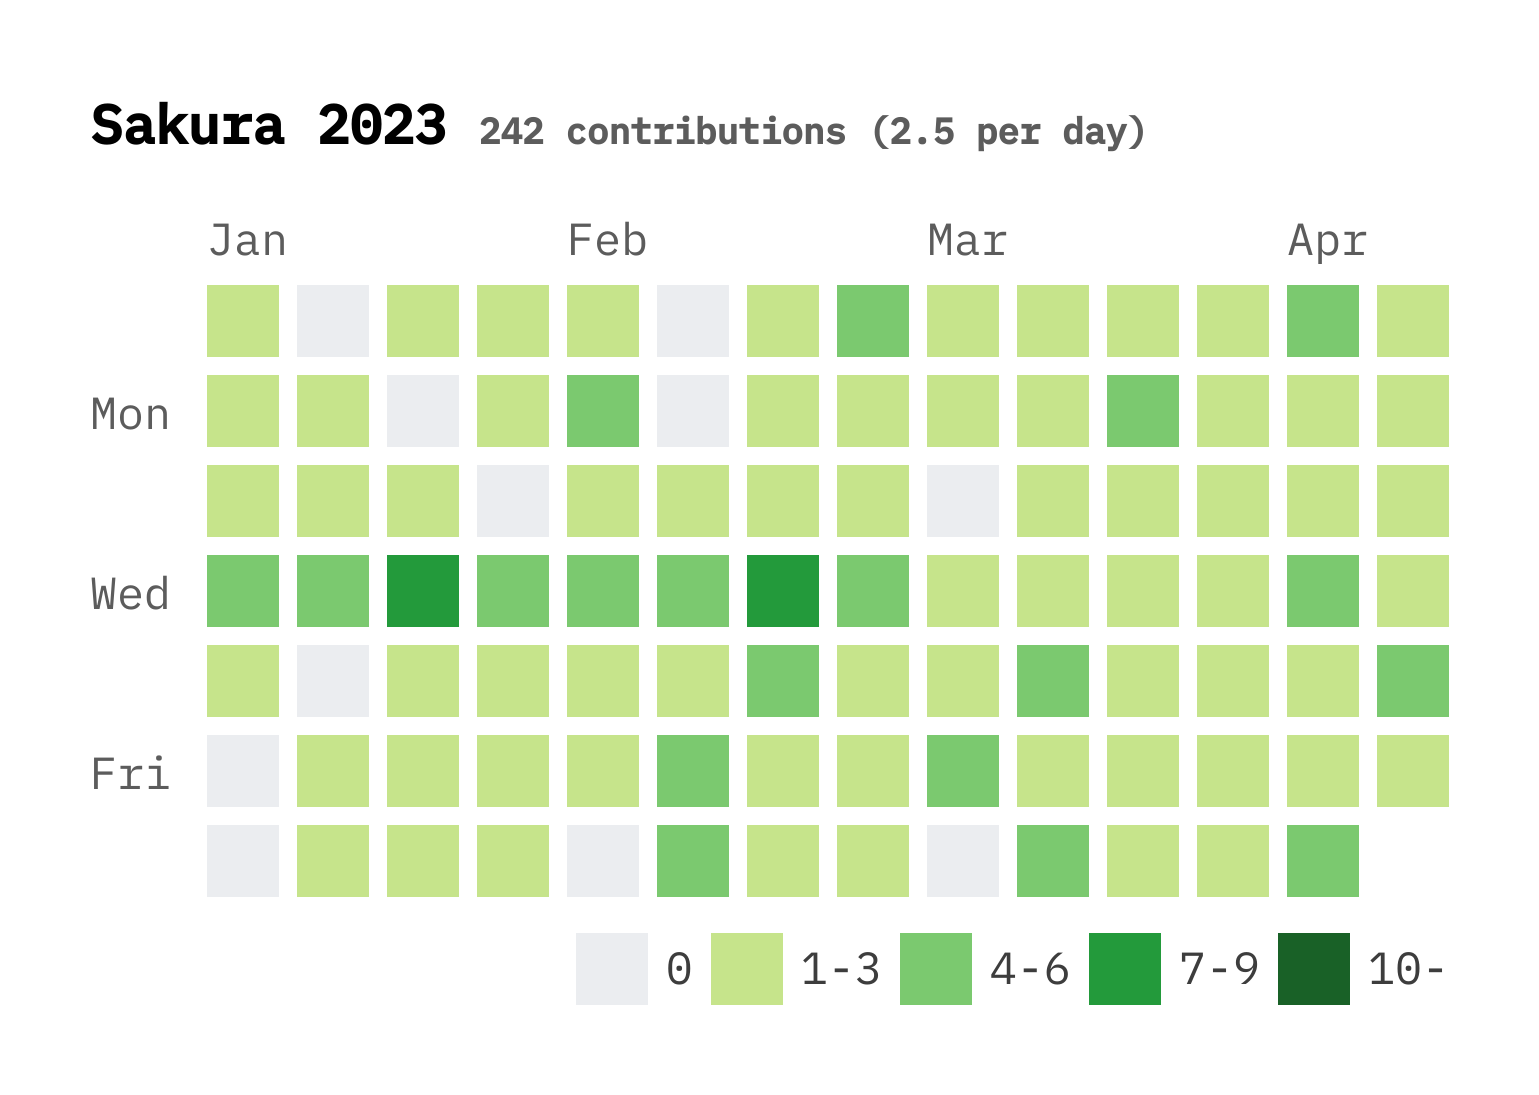 Sakura 2023 242 contributions (2.5 per day)
Jan Feb Mar Apr
Mon
Wed
Fri
0 1-3 4-6 7-9 10-